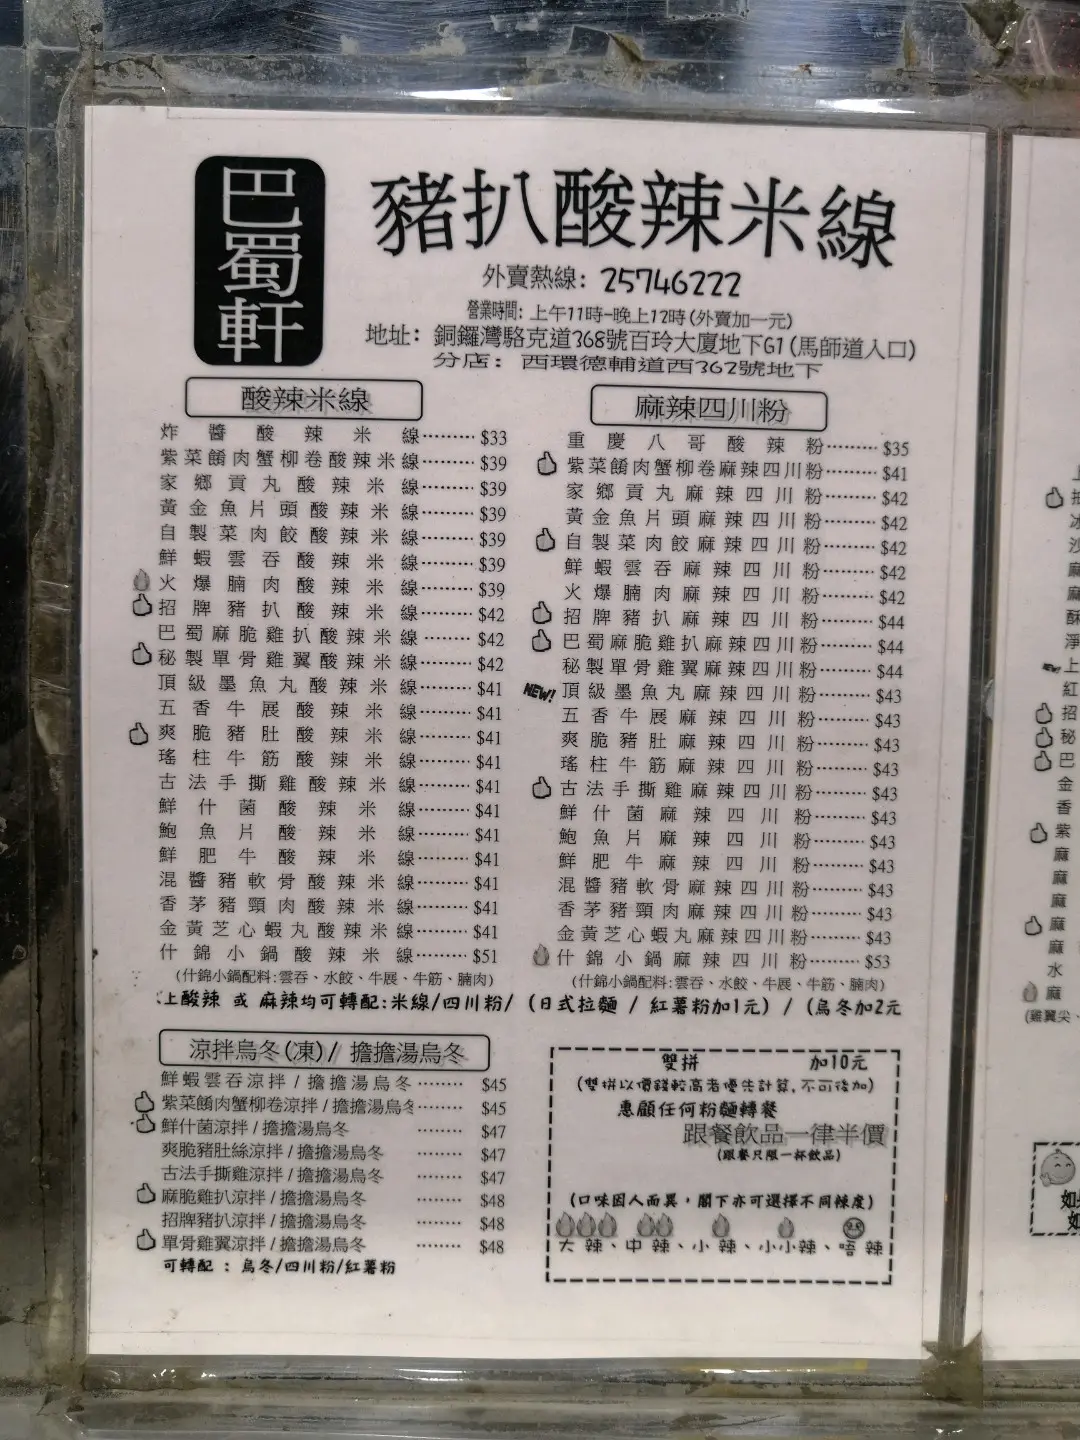 巴蜀軒
豬扒酸辣米線
外賣熱線：25746222
營業時間：上午11時-晚上12時(外賣加一元)
地址：銅鑼灣駱克道368號百玲大廈地下G1(馬師道入口)
分店：西環德輔道西362號地下
酸辣米線
炸醬酸辣米線………$33
紫菜餚肉蟹柳卷酸辣米線………$39
家鄉貢丸酸辣米線………$39
黃金魚片頭酸辣米線………$39
自製菜肉餃酸辣米線………$39
鮮蝦雲吞酸辣米線………$39
火爆腩肉酸辣米線………$39
招牌豬扒酸辣米線………$42
巴蜀麻脆雞扒酸辣米線………$42
秘製單骨雞翼酸辣米線………$42
頂級墨魚丸酸辣米線………$41
五香牛展酸辣米線………$41
爽脆豬肚酸辣米線………$41
瑤柱牛筋酸辣米線………$41
古法手撕雞酸辣米線………$41
鮮什菌酸辣米線………$41
鮑魚片酸辣米線………$41
鮮肥牛酸辣米線………$41
混醬豬軟骨酸辣米線………$41
香茅豬頸肉酸辣米線………$41
金黃芝心蝦丸酸辣米線………$41
什錦小鍋酸辣米線………$51
(什錦小鍋配料:雲吞、水餃、牛展、牛筋、腩肉)
麻辣四川粉
重慶八哥酸辣粉………$35
紫菜餚肉蟹柳卷麻辣四川粉………$41
家鄉貢丸麻辣四川粉………$42
黃金魚片頭麻辣四川粉………$42
自製菜肉餃麻辣四川粉………$42
鮮蝦雲吞麻辣四川粉………$42
火爆腩肉麻辣四川粉………$42
招牌豬扒麻辣四川粉………$44
巴蜀麻脆雞扒麻辣四川粉………$44
秘製單骨雞翼麻辣四川粉………$44
NEW! 頂級墨魚丸麻辣四川粉………$43
五香牛展麻辣四川粉………$43
爽脆豬肚麻辣四川粉………$43
瑤柱牛筋麻辣四川粉………$43
古法手撕雞麻辣四川粉………$43
鮮什菌麻辣四川粉………$43
鮑魚片麻辣四川粉………$43
鮮肥牛麻辣四川粉………$43
混醬豬軟骨麻辣四川粉………$43
香茅豬頸肉麻辣四川粉………$43
金黃芝心蝦丸麻辣四川粉………$43
什錦小鍋麻辣四川粉………$53
(什錦小鍋配料:雲吞、水餃、牛展、牛筋、腩肉)
上酸辣 或 麻辣均可轉配:米線/四川粉/ (日式拉麵 / 紅薯粉加1元) / (烏冬加2元
涼拌烏冬(凍)/ 擔擔湯烏冬
鮮蝦雲吞涼拌 / 擔擔湯烏冬………$45
紫菜餚肉蟹柳卷涼拌 / 擔擔湯烏冬………$45
鮮什菌涼拌 / 擔擔湯烏冬………$47
爽脆豬肚絲涼拌 / 擔擔湯烏冬………$47
古法手撕雞涼拌 / 擔擔湯烏冬………$47
麻脆雞扒涼拌 / 擔擔湯烏冬………$48
招牌豬扒涼拌 / 擔擔湯烏冬………$48
單骨雞翼涼拌 / 擔擔湯烏冬………$48
可轉配：烏冬/四川粉/紅薯粉
雙拼 加10元
(雙拼以價錢較高者優先計算,不可後加)
惠顧任何粉麵轉餐
跟餐飲品一律半價
(跟餐只限一杯飲品)
(口味因人而異，閣下亦可選擇不同辣度)
大辣、中辣、小辣、小小辣、唔辣
上
招
冰
沙
麻
麻
酥
淨
NEW 上
紅
招
秘
巴
金
香
紫
麻
麻
麻
麻
麻
水
麻
(雞翼尖、
如
如